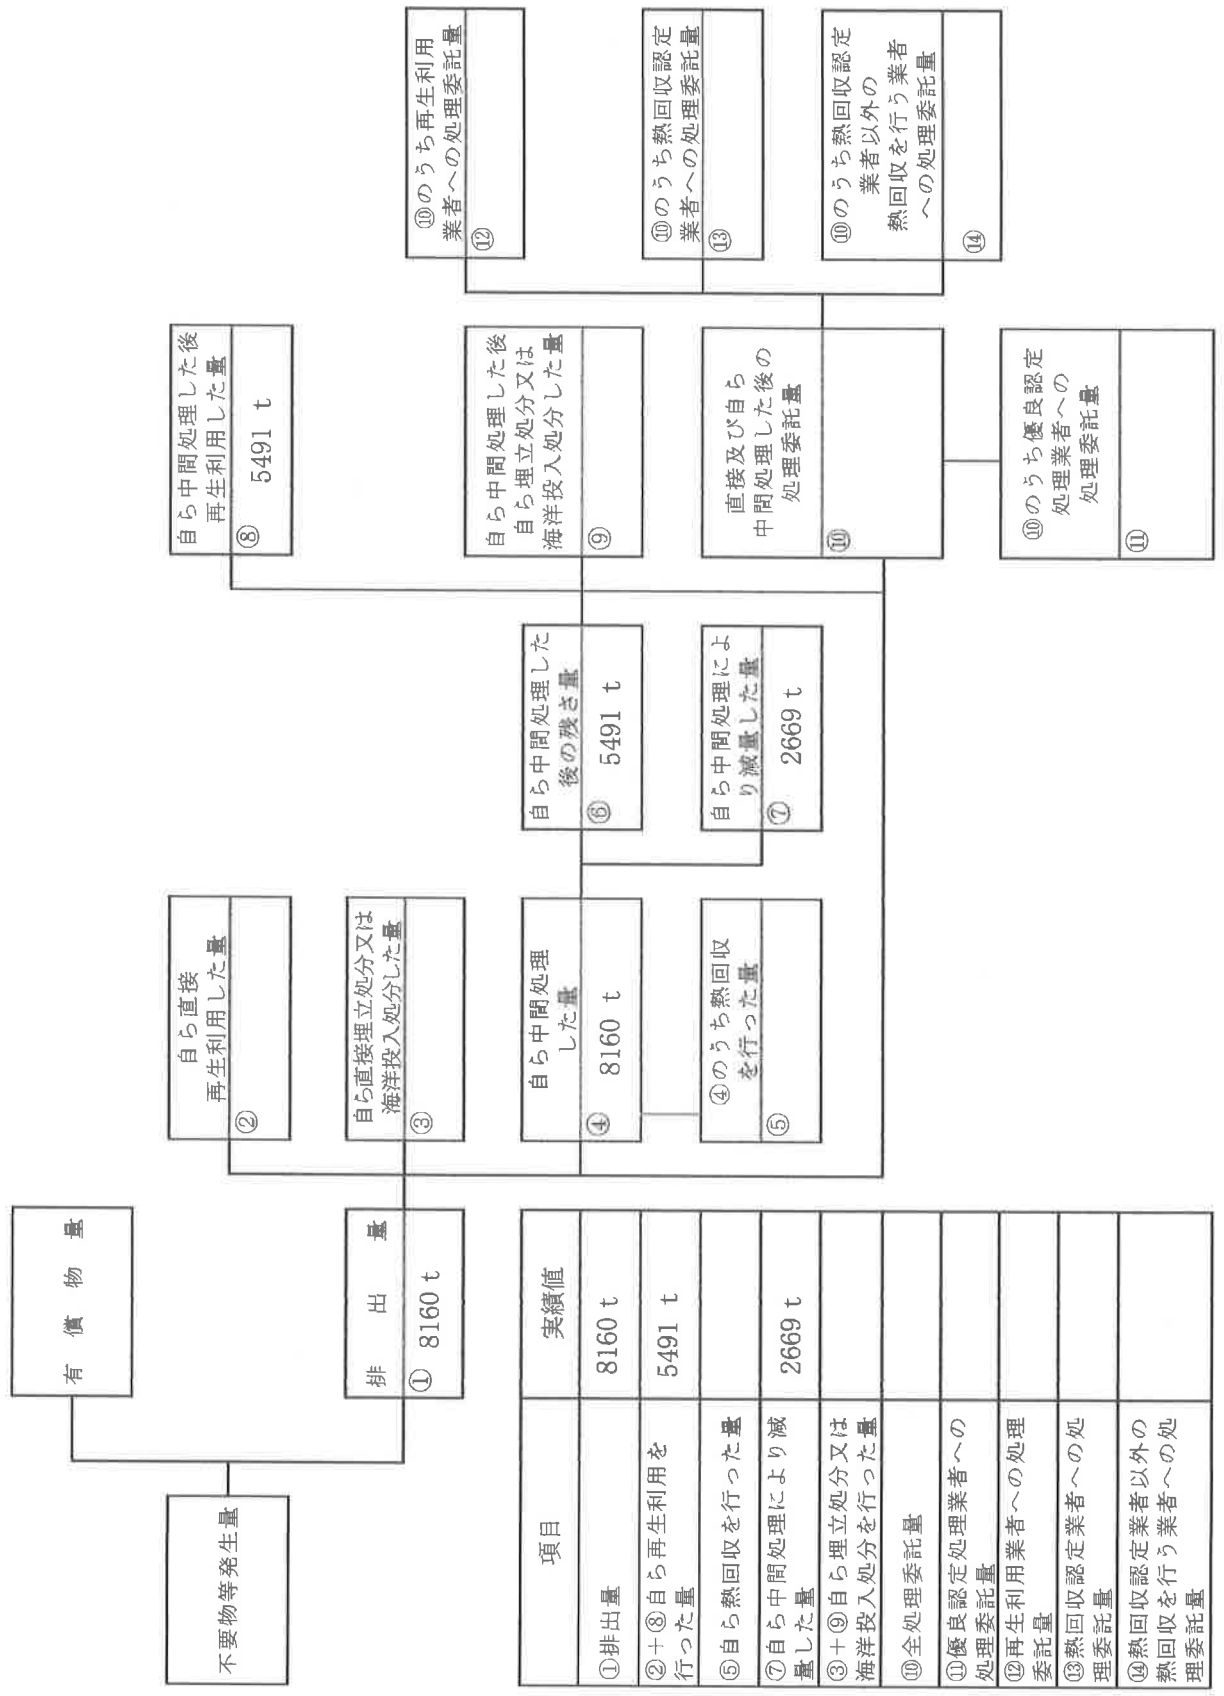 不要物等発生量
有償物量
排出量
① 8160 t
自ら直接
再生利用した量
②
自ら直接埋立処分又は
海洋投入処分した量
③
自ら中間処理
した量
④ 8160 t
④のうち熱回収
を行った量
⑤
自ら中間処理した
後の残さ量
⑥ 5491 t
自ら中間処理によ
り減量した量
⑦ 2669 t
自ら中間処理した後
再生利用した量
⑧ 5491 t
自ら中間処理した後
自ら埋立処分又は
海洋投入処分した量
⑨
直接及び自ら
中間処理した後の
処理委託量
⑩
⑩のうち優良認定
処理業者への
処理委託量
⑪
⑩のうち再生利用
業者への処理委託量
⑫
⑩のうち熱回収認定
業者への処理委託量
⑬
⑩のうち熱回収認定
業者以外の
熱回収を行う業者
への処理委託量
⑭
項目 実績値
①排出量 8160 t
②+⑧自ら再生利用を
行った量 5491 t
⑤自ら熱回収を行った量
⑦自ら中間処理により減
量した量 2669 t
③+⑨自ら埋立処分又は
海洋投入処分を行った量
⑩全処理委託量
⑪優良認定処理業者への
処理委託量
⑫再生利用業者への処理
委託量
⑬熱回収認定業者への処
理委託量
⑭熱回収認定業者以外の
熱回収を行う業者への処
理委託量